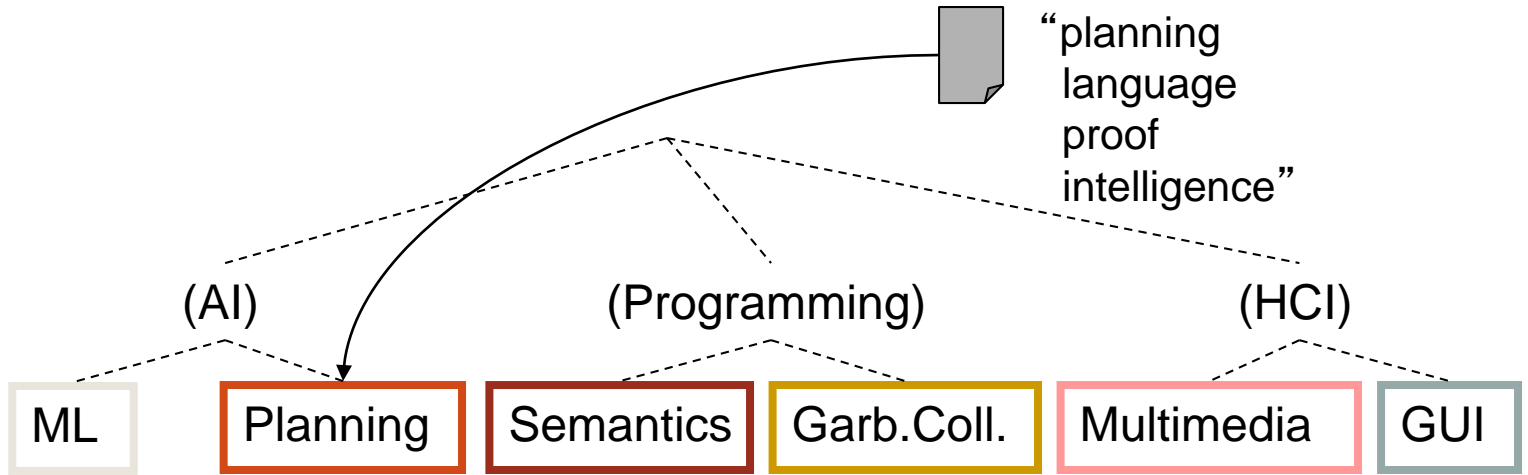 “planning
language
proof
intelligence”
(AI)
(Programming)
(HCI)
ML
Planning
Semantics
Garb.Coll.
Multimedia
GUI